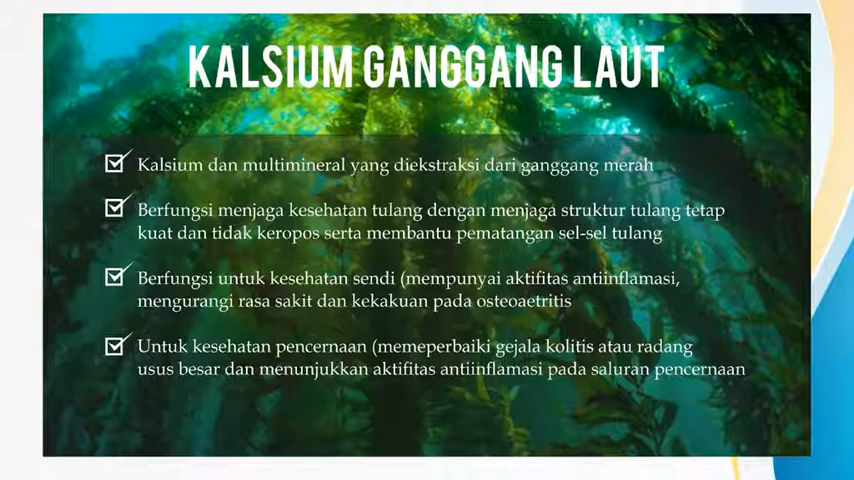 KALSIUM GANGGANG LAUT
Kalsium dan multimineral yang diekstraksi dari ganggang merah
Berfungsi menjaga kesehatan tulang dengan menjaga struktur tulang tetap
kuat dan tidak keropos serta membantu pematangan sel-sel tulang
Berfungsi untuk kesehatan sendi (mempunyai aktifitas antiinflamasi,
mengurangi rasa sakit dan kekakuan pada osteoaetritis
Untuk kesehatan pencernaan (memeperbaiki gejala kolitis atau radang
usus besar dan menunjukkan aktifitas antiinflamasi pada saluran pencernaan